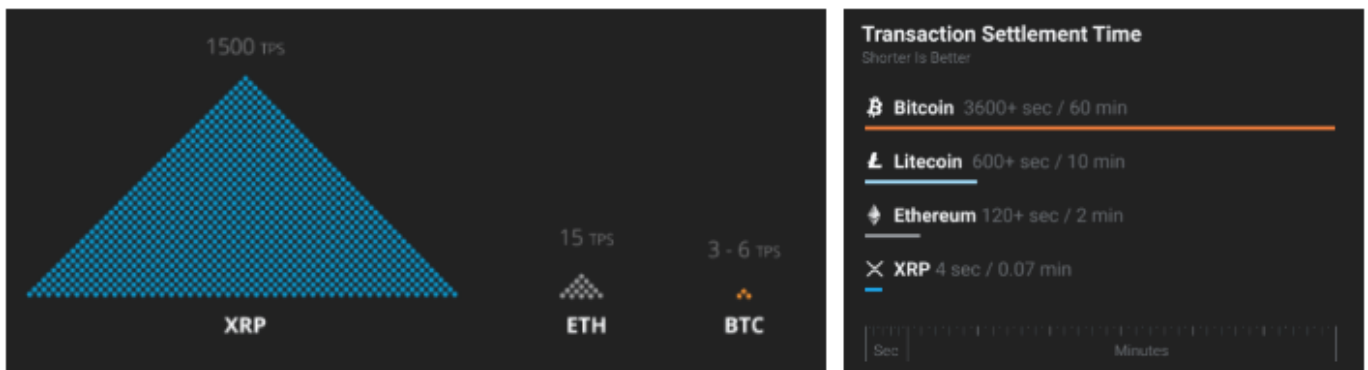 1500 TPS
15 TPS
3 - 6 TPS
XRP
ETH
BTC
Transaction Settlement Time
Shorter Is Better
Bitcoin 3600+ sec / 60 min
Litecoin 600+ sec / 10 min
Ethereum 120+ sec / 2 min
XRP 4 sec / 0.07 min
Sec
Minutes